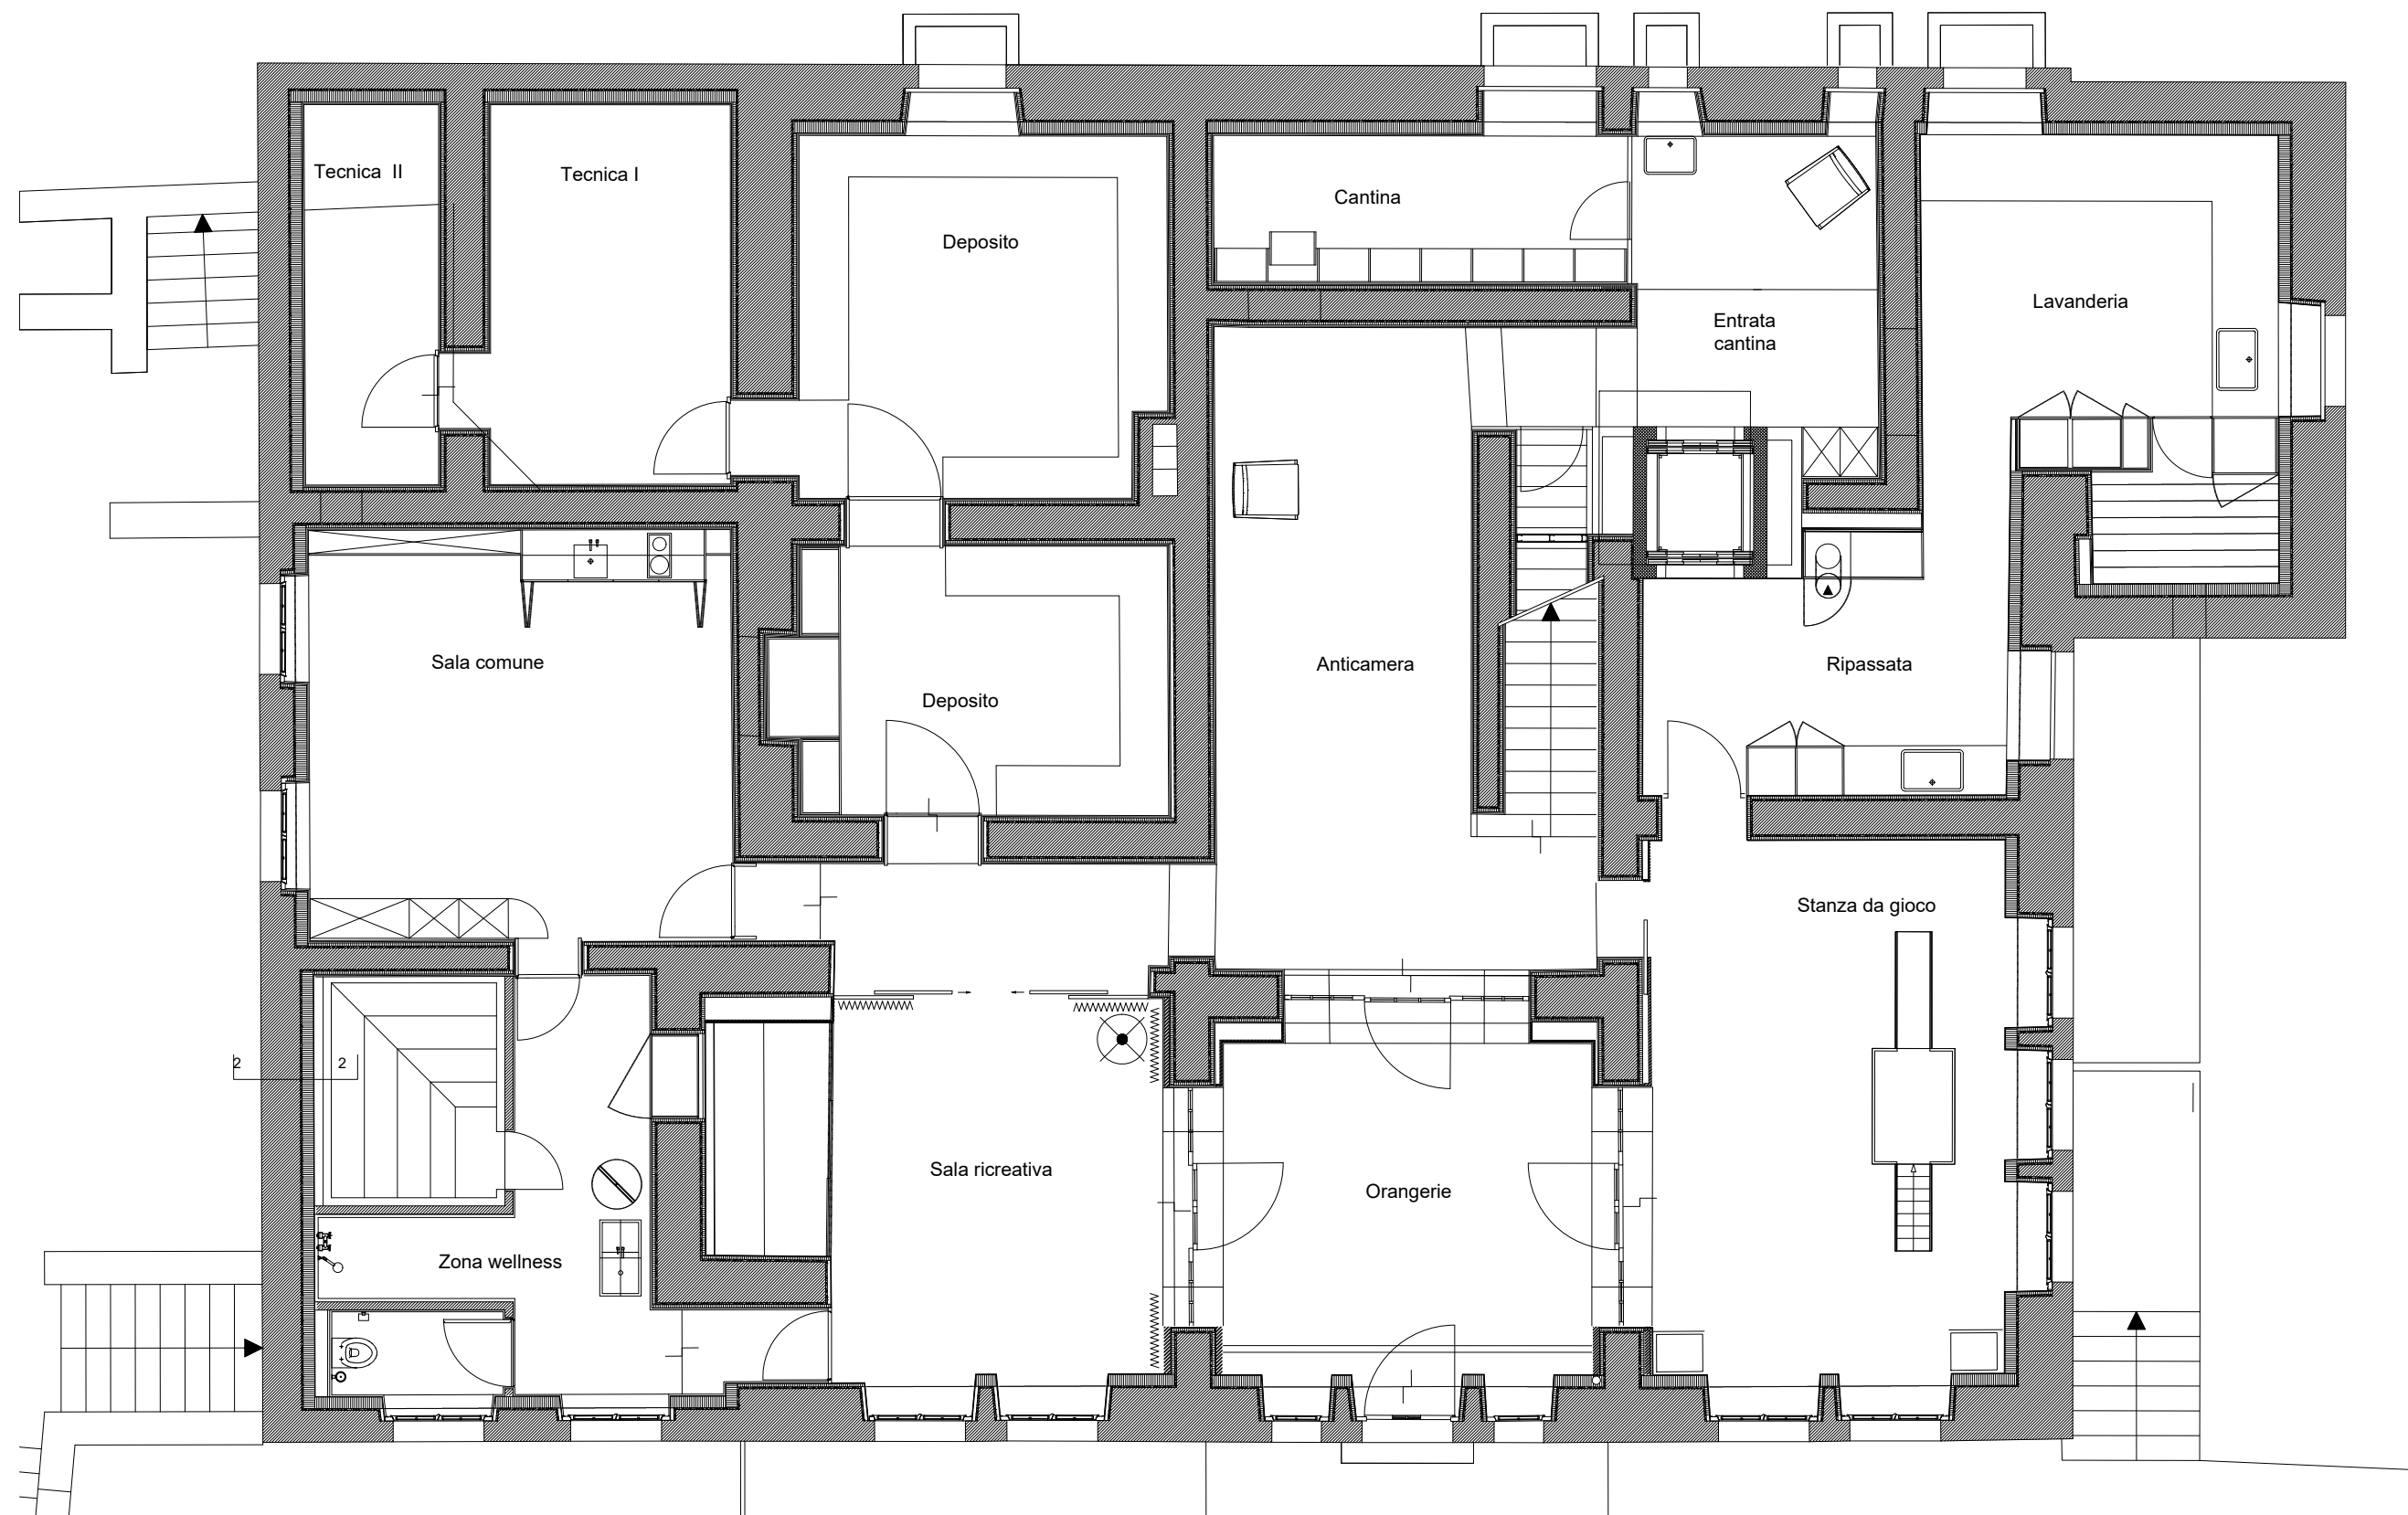 Tecnica  II
Tecnica I
Deposito
Cantina
Entrata
cantina
Lavanderia
Sala comune
Deposito
Anticamera
Ripassata
Stanza da gioco
2
2
Sala ricreativa
Orangerie
Zona wellness